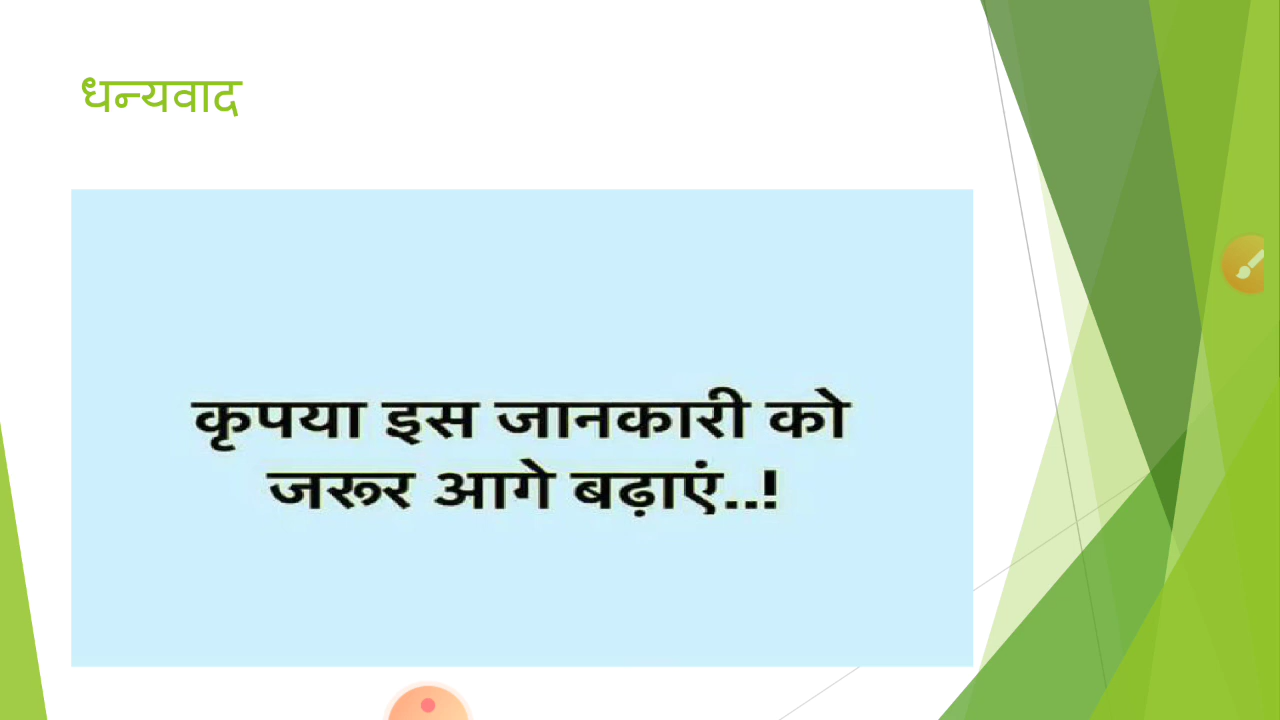 धन्यवाद
कृपया इस जानकारी को
जरूर आगे बढ़ाएं..!